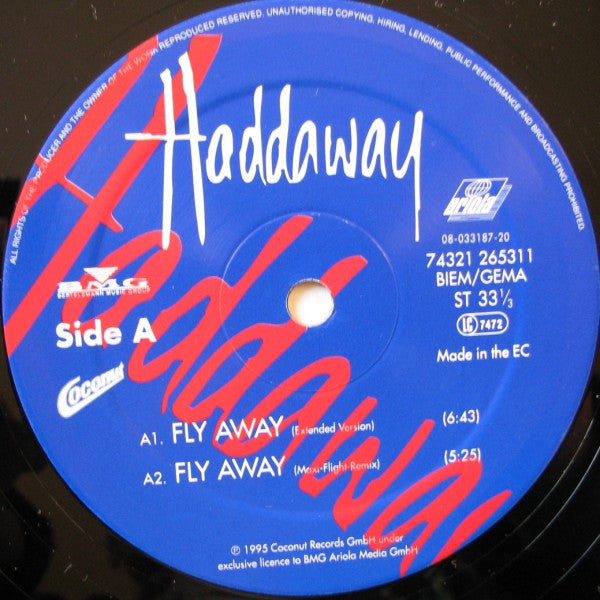 ALL RIGHTS OF THE PRODUCER AND THE OWNER OF THE WORK REPRODUCED RESERVED. UNAUTHORISED COPYING, HIRING, LENDING, PUBLIC PERFORMANCE AND BROADCASTING PROHIBITED.
Haddaway
Haddaway
ariola
08-033187-20
74321 265311
BIEM/GEMA
ST 33 1/3
LC 7472
BMG
BERTELSMANN MUSIC GROUP
Side A
Made in the EC
Coconut
A1. FLY AWAY (Extended Version) (6:43)
A2. FLY AWAY (Maxi-Flight-Remix) (5:25)
℗ 1995 Coconut Records GmbH under
exclusive licence to BMG Ariola Media GmbH